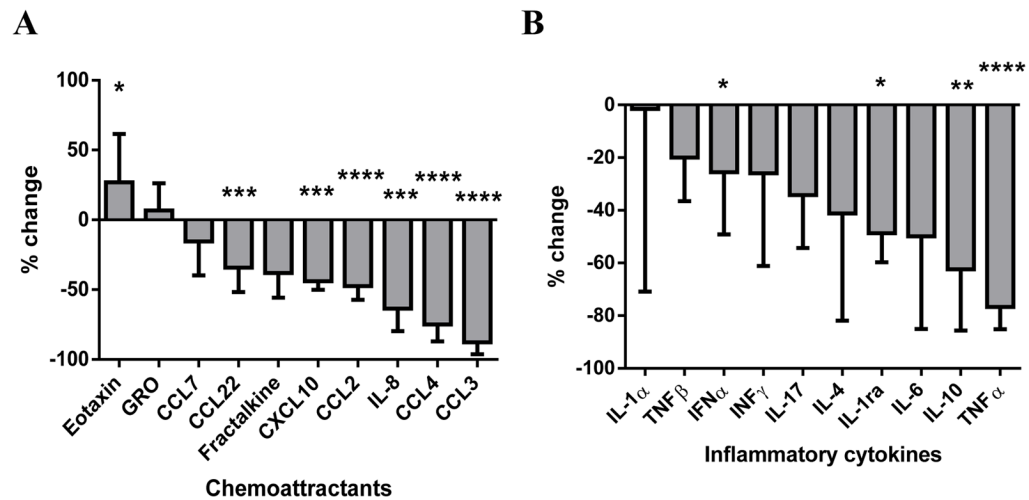 A
B
100
50
0
-50
-100
% change
*
***
***
****
***
****
****
Eotaxin
GRO
CCL7
CCL22
Fractalkine
CXCL10
CCL2
IL-8
CCL4
CCL3
Chemoattractants
0
-20
-40
-60
-80
-100
% change
*
*
**
****
IL-1α
TNFβ
IFNα
INFγ
IL-17
IL-4
IL-1ra
IL-6
IL-10
TNFα
Inflammatory cytokines